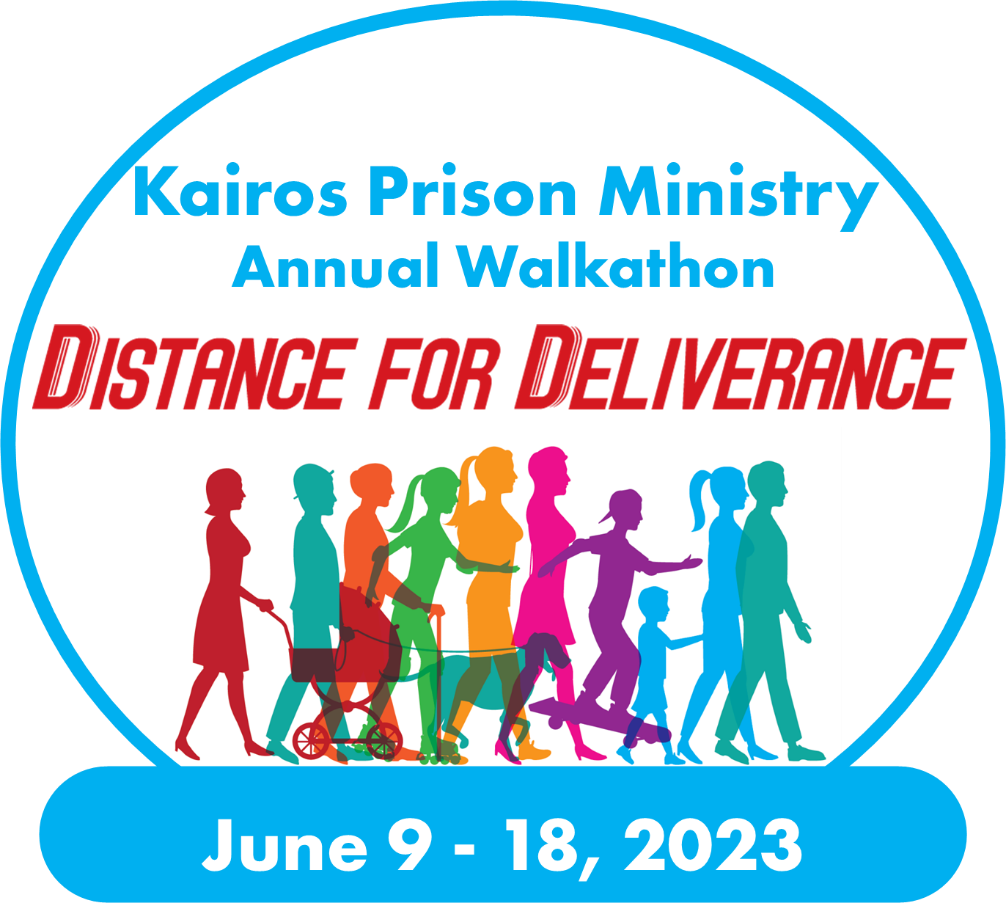 Kairos Prison Ministry
Annual Walkathon
DISTANCE FOR DELIVERANCE
June 9 - 18, 2023